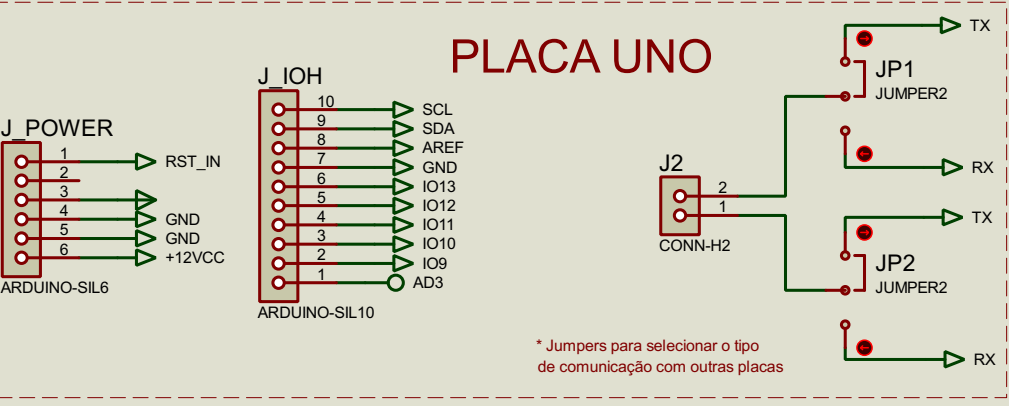 PLACA UNO
J_POWER
1 RST_IN
2
3
4 GND
5 GND
6 +12VCC
ARDUINO-SIL6
J_IOH
10 SCL
9 SDA
8 AREF
7 GND
6 IO13
5 IO12
4 IO11
3 IO10
2 IO9
1 AD3
ARDUINO-SIL10
J2
2
1
CONN-H2
TX
JP1
JUMPER2
RX
TX
JP2
JUMPER2
RX
* Jumpers para selecionar o tipo
de comunicação com outras placas